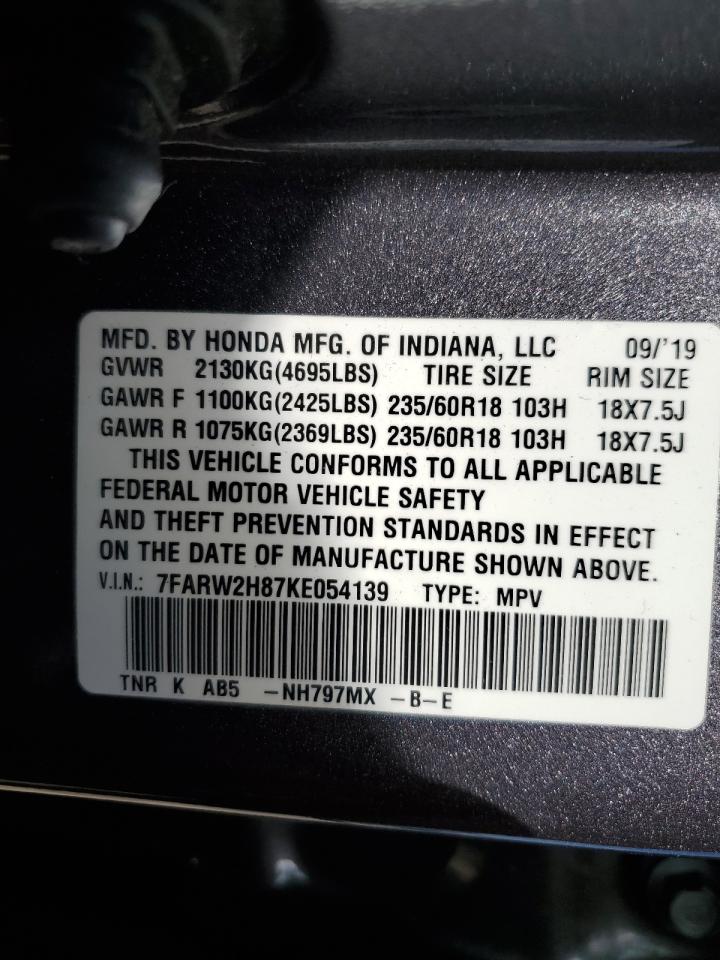 MFD. BY HONDA MFG. OF INDIANA, LLC 09/'19
GVWR 2130KG(4695LBS) TIRE SIZE RIM SIZE
GAWR F 1100KG(2425LBS) 235/60R18 103H 18X7.5J
GAWR R 1075KG(2369LBS) 235/60R18 103H 18X7.5J
THIS VEHICLE CONFORMS TO ALL APPLICABLE
FEDERAL MOTOR VEHICLE SAFETY
AND THEFT PREVENTION STANDARDS IN EFFECT
ON THE DATE OF MANUFACTURE SHOWN ABOVE.
V.I.N.: 7FARW2H87KE054139 TYPE: MPV
TNR K AB5 -NH797MX -B-E